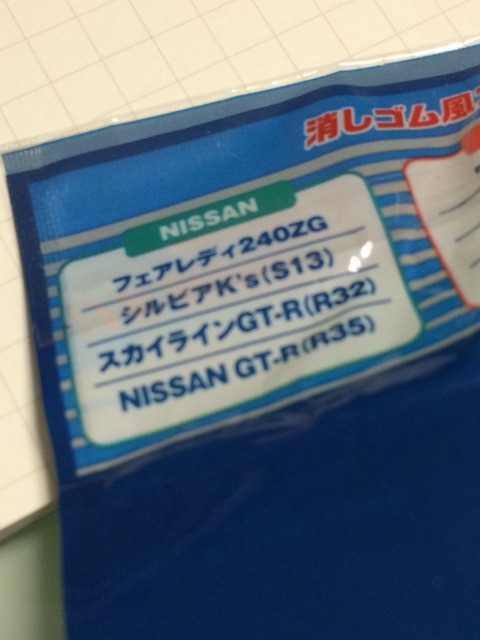 消しゴム風
NISSAN
フェアレディ240ZG
シルビアK's(S13)
スカイラインGT-R(R32)
NISSAN GT-R(R35)